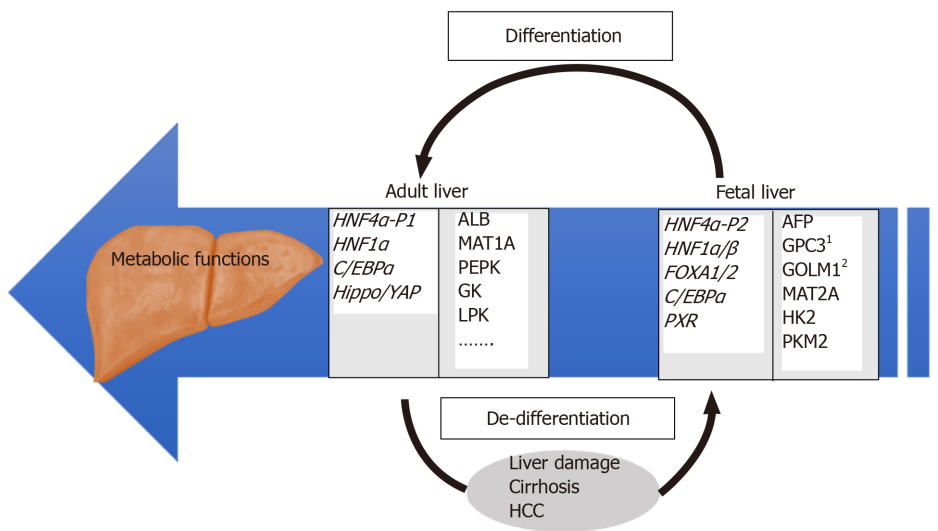 Differentiation
Adult liver
Fetal liver
Metabolic functions
HNF4a-P1
HNF1a
C/EBPa
Hippo/YAP
ALB
MAT1A
PEPK
GK
LPK
.......
HNF4a-P2
HNF1a/β
FOXA1/2
C/EBPa
PXR
AFP
GPC3¹
GOLM1²
MAT2A
HK2
PKM2
De-differentiation
Liver damage
Cirrhosis
HCC